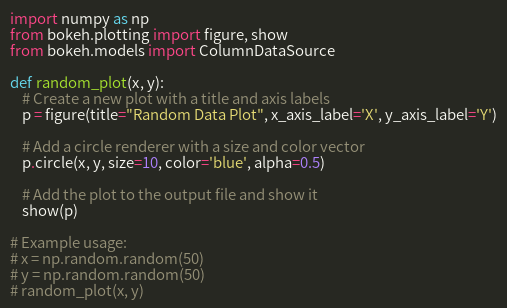 import numpy as np
from bokeh.plotting import figure, show
from bokeh.models import ColumnDataSource

def random_plot(x, y):
    # Create a new plot with a title and axis labels
    p = figure(title="Random Data Plot", x_axis_label='X', y_axis_label='Y')

    # Add a circle renderer with a size and color vector
    p.circle(x, y, size=10, color='blue', alpha=0.5)

    # Add the plot to the output file and show it
    show(p)

# Example usage:
# x = np.random.random(50)
# y = np.random.random(50)
# random_plot(x, y)